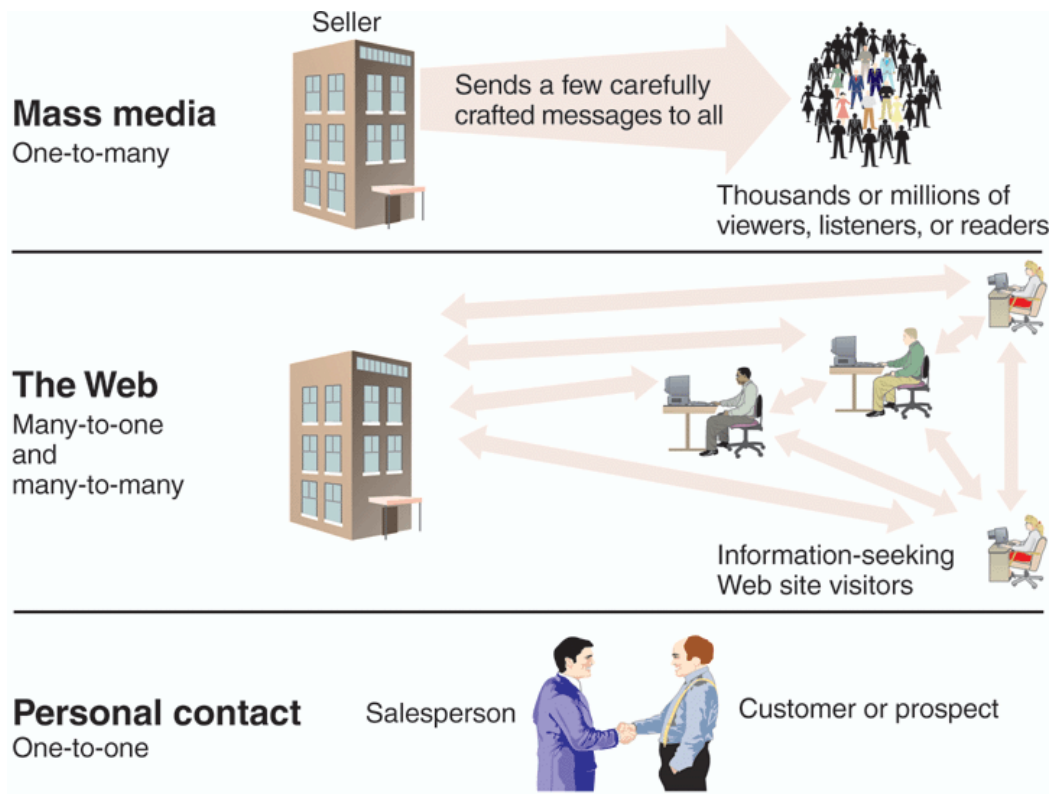 Seller
Mass media
One-to-many
Sends a few carefully
crafted messages to all
Thousands or millions of
viewers, listeners, or readers
The Web
Many-to-one
and
many-to-many
Information-seeking
Web site visitors
Personal contact
One-to-one
Salesperson
Customer or prospect